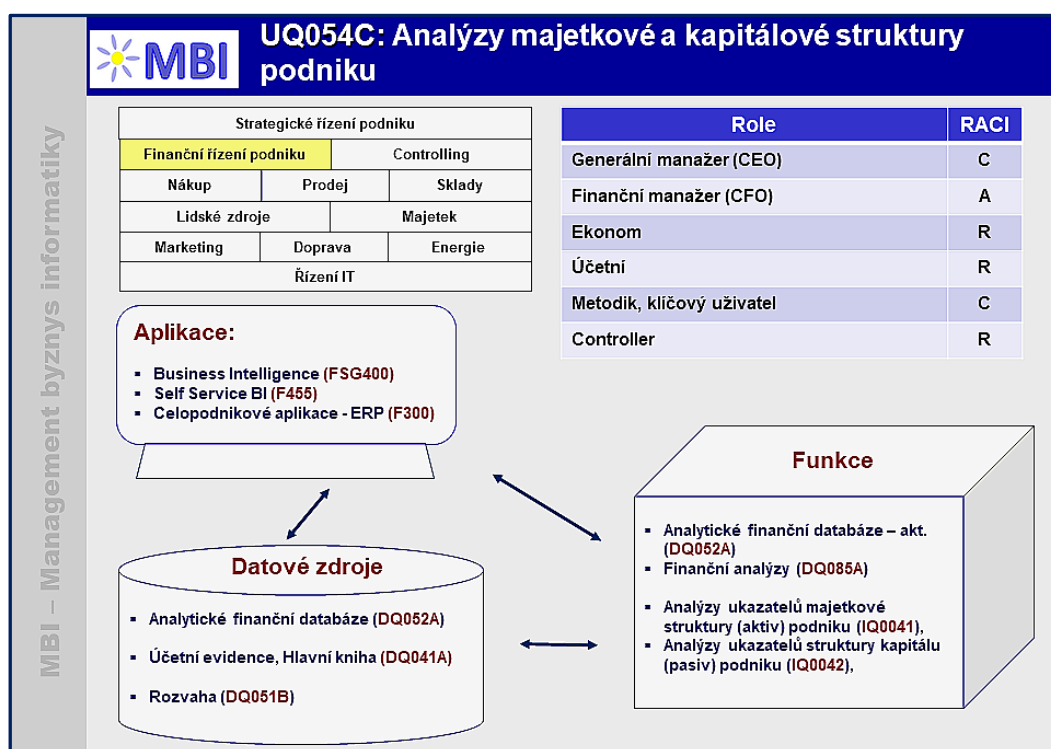 UQ054C: Analýzy majetkové a kapitálové struktury
podniku
MBI
MBI – Management byznys informatiky
Strategické řízení podniku
Finanční řízení podniku Controlling
Nákup Prodej Sklady
Lidské zdroje Majetek
Marketing Doprava Energie
Řízení IT
Role RACI
Generální manažer (CEO) C
Finanční manažer (CFO) A
Ekonom R
Účetní R
Metodik, klíčový uživatel C
Controller R
Aplikace:
▪ Business Intelligence (FSG400)
▪ Self Service BI (F455)
▪ Celopodnikové aplikace - ERP (F300)
Funkce
▪ Analytické finanční databáze – akt.
(DQ052A)
▪ Finanční analýzy (DQ085A)
▪ Analýzy ukazatelů majetkové
struktury (aktiv) podniku (IQ0041),
▪ Analýzy ukazatelů struktury kapitálu
(pasiv) podniku (IQ0042),
Datové zdroje
▪ Analytické finanční databáze (DQ052A)
▪ Účetní evidence, Hlavní kniha (DQ041A)
▪ Rozvaha (DQ051B)